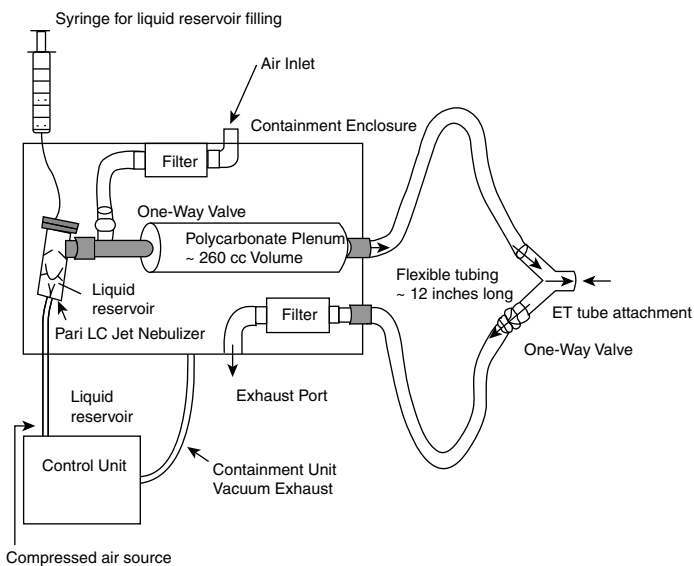 Syringe for liquid reservoir filling
Air Inlet
Containment Enclosure
Filter
One-Way Valve
Polycarbonate Plenum
~ 260 cc Volume
Liquid
reservoir
Pari LC Jet Nebulizer
Filter
Flexible tubing
~ 12 inches long
ET tube attachment
One-Way Valve
Exhaust Port
Liquid
reservoir
Control Unit
Containment Unit
Vacuum Exhaust
Compressed air source